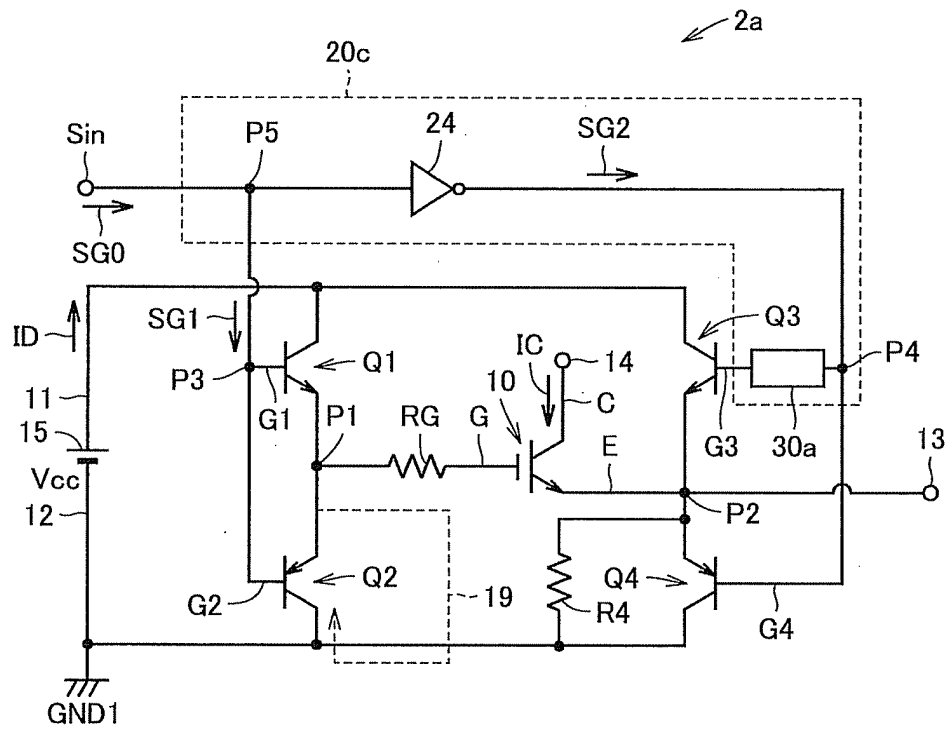 2a
20c
Sin
P5
24
SG2
SG0
ID
SG1
Q3
P3
G1
Q1
IC
14
P4
11
10
C
15
P1
RG
G
E
G3
30a
13
Vcc
12
P2
G2
Q2
19
Q4
R4
G4
GND1